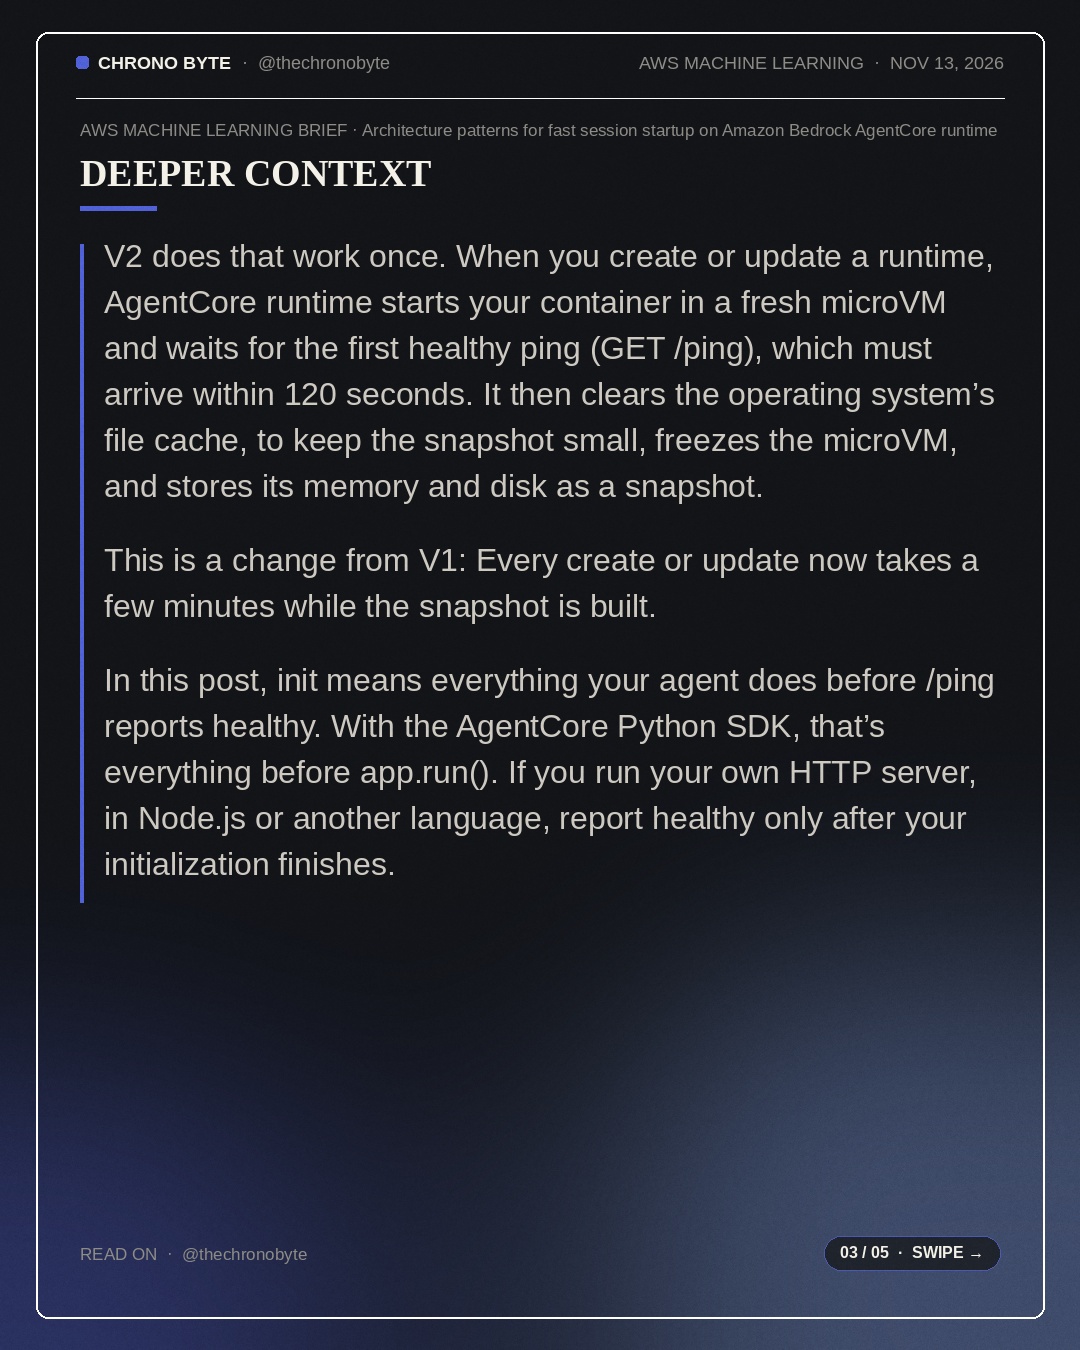 CHRONO BYTE · @thechronobyte
AWS MACHINE LEARNING · NOV 13, 2026
AWS MACHINE LEARNING BRIEF · Architecture patterns for fast session startup on Amazon Bedrock AgentCore runtime
DEEPER CONTEXT
V2 does that work once. When you create or update a runtime,
AgentCore runtime starts your container in a fresh microVM
and waits for the first healthy ping (GET /ping), which must
arrive within 120 seconds. It then clears the operating system’s
file cache, to keep the snapshot small, freezes the microVM,
and stores its memory and disk as a snapshot.
This is a change from V1: Every create or update now takes a
few minutes while the snapshot is built.
In this post, init means everything your agent does before /ping
reports healthy. With the AgentCore Python SDK, that’s
everything before app.run(). If you run your own HTTP server,
in Node.js or another language, report healthy only after your
initialization finishes.
READ ON · @thechronobyte
03 / 05 · SWIPE →